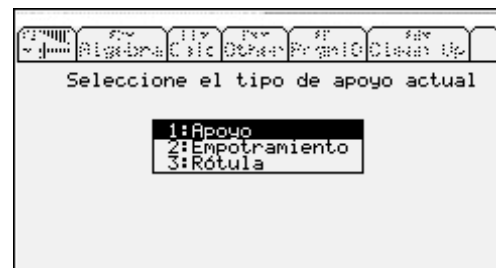 Algebra Calc Other PrgmIO Clean Up
Seleccione el tipo de apoyo actual
1:Apoyo
2:Empotramiento
3:Rótula